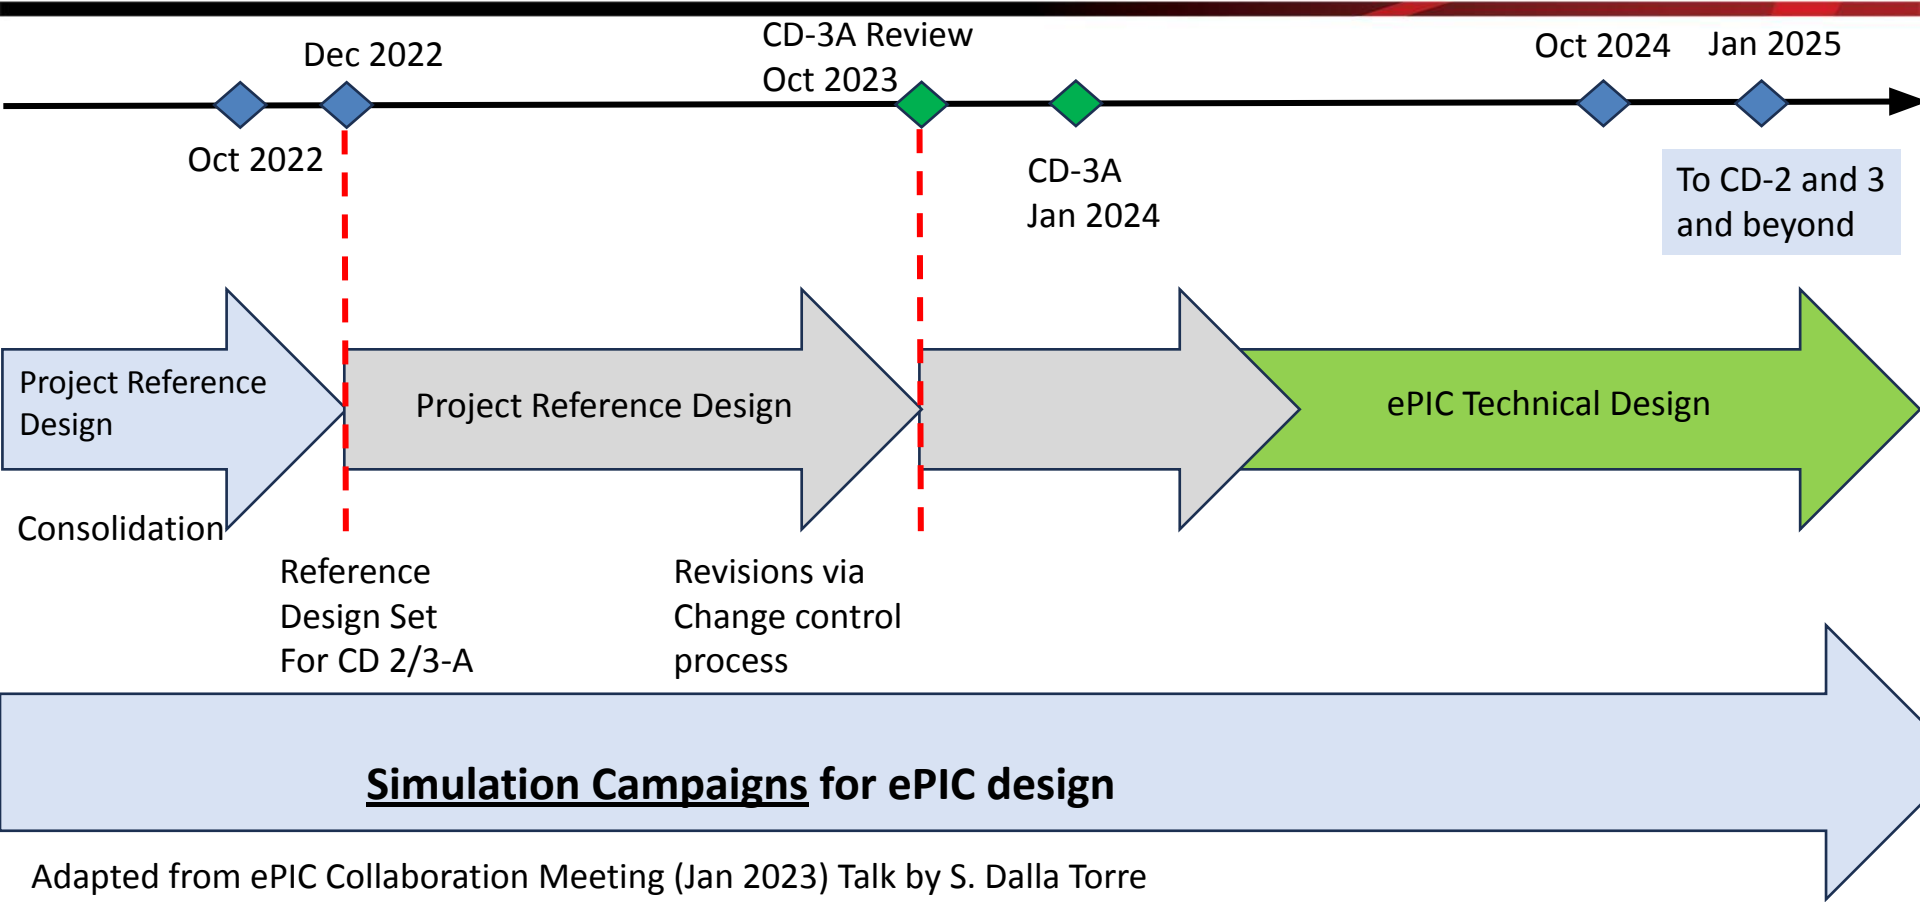 Dec 2022
CD-3A Review
Oct 2023
Oct 2024
Jan 2025
Oct 2022
CD-3A
Jan 2024
To CD-2 and 3
and beyond
Project Reference
Design
Project Reference Design
ePIC Technical Design
Consolidation
Reference
Design Set
For CD 2/3-A
Revisions via
Change control
process
Simulation Campaigns for ePIC design
Adapted from ePIC Collaboration Meeting (Jan 2023) Talk by S. Dalla Torre